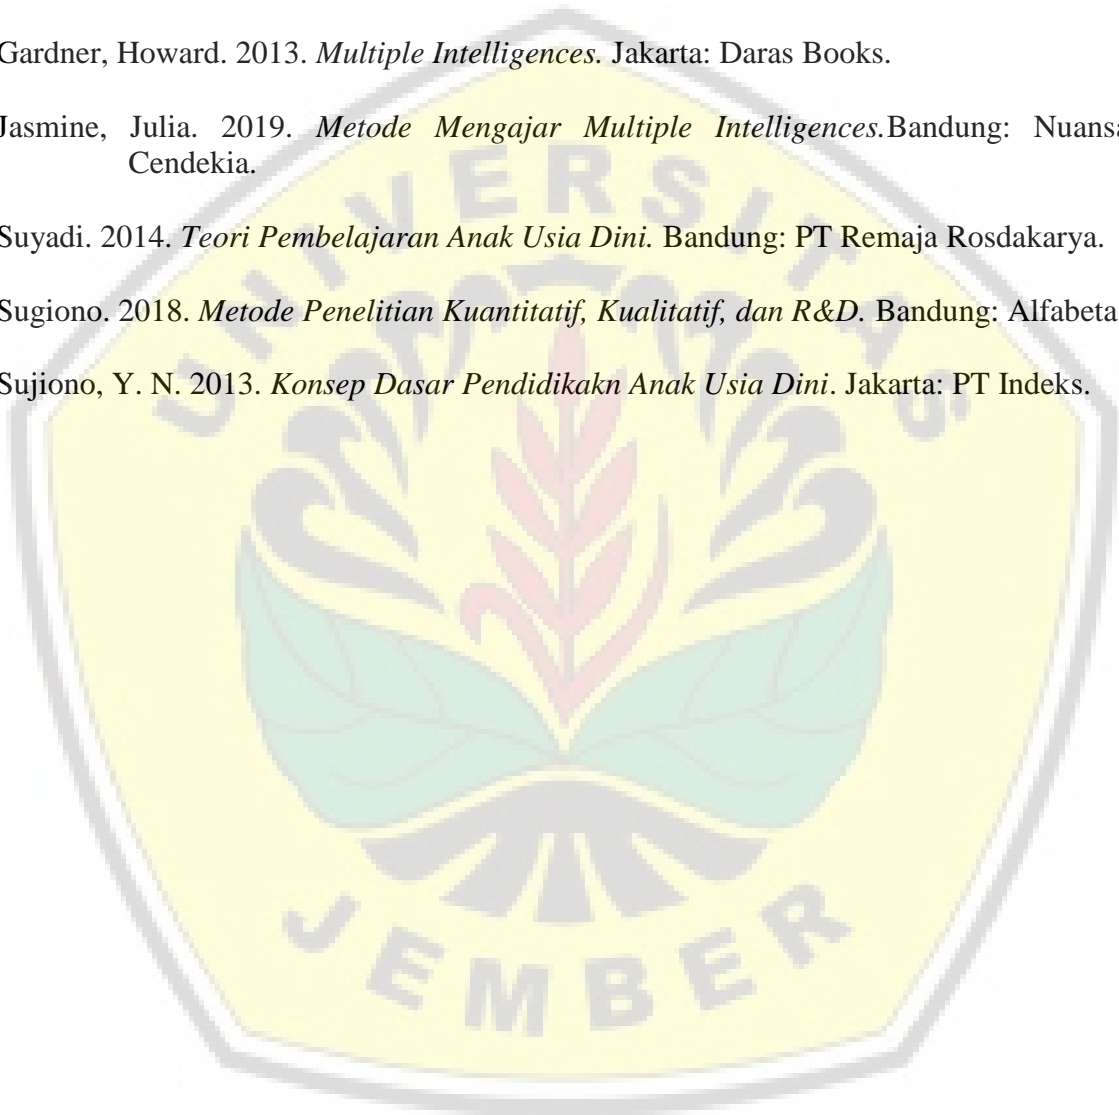 Gardner, Howard. 2013. Multiple Intelligences. Jakarta: Daras Books.
Jasmine, Julia. 2019. Metode Mengajar Multiple Intelligences.Bandung: Nuansa
Cendekia.
Suyadi. 2014. Teori Pembelajaran Anak Usia Dini. Bandung: PT Remaja Rosdakarya.
Sugiono. 2018. Metode Penelitian Kuantitatif, Kualitatif, dan R&D. Bandung: Alfabeta
Sujiono, Y. N. 2013. Konsep Dasar Pendidikakn Anak Usia Dini. Jakarta: PT Indeks.
UNIVERSITAS
JEMBER